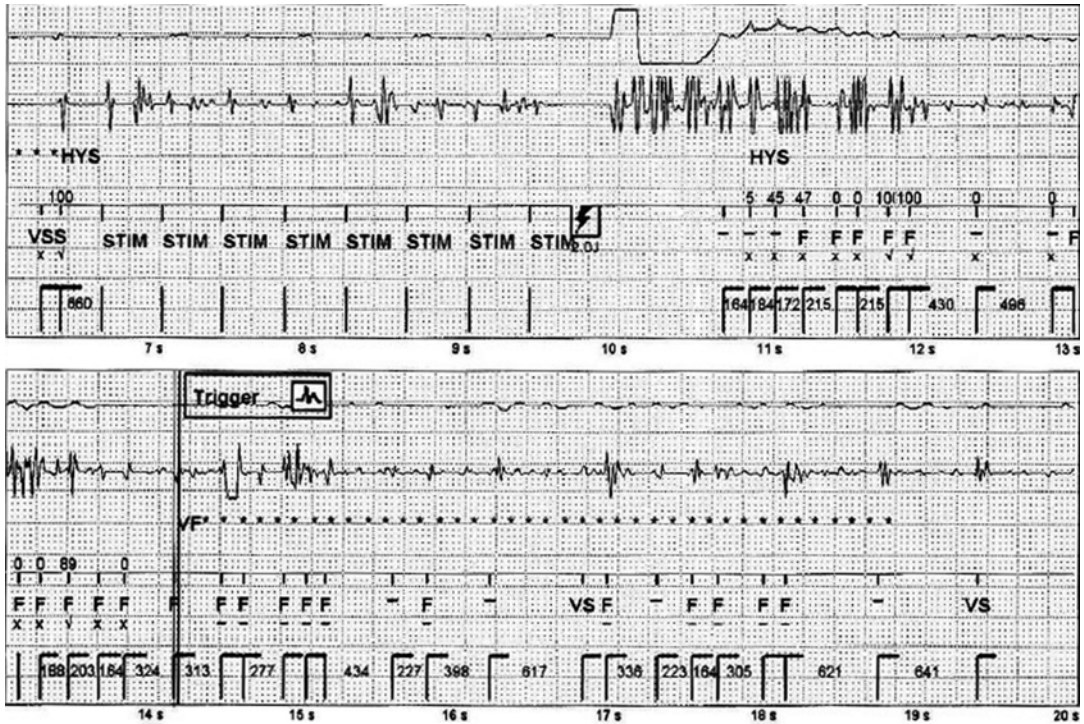 * * * HYS HYS
100 5 45 47 0 0 100 100 0 0
VSS STIM STIM STIM STIM STIM STIM STIM STIM 2.0J - - - F F F F F - - F
x √ x x x x x √ √ x x
660 164 184 172 215 215 430 496
7 s 8 s 9 s 10 s 11 s 12 s 13 s
Trigger
VF* * * * * * * * * * * * * * * * * * * * * * * * * * * * * * *
0 0 89 0
F F F F F F F F F F F - F - VS F - F F F F - VS
x x √ x x - - - - - - - - - - -
188 203 164 324 313 277 434 227 398 617 336 223 164 305 621 641
14 s 15 s 16 s 17 s 18 s 19 s 20 s